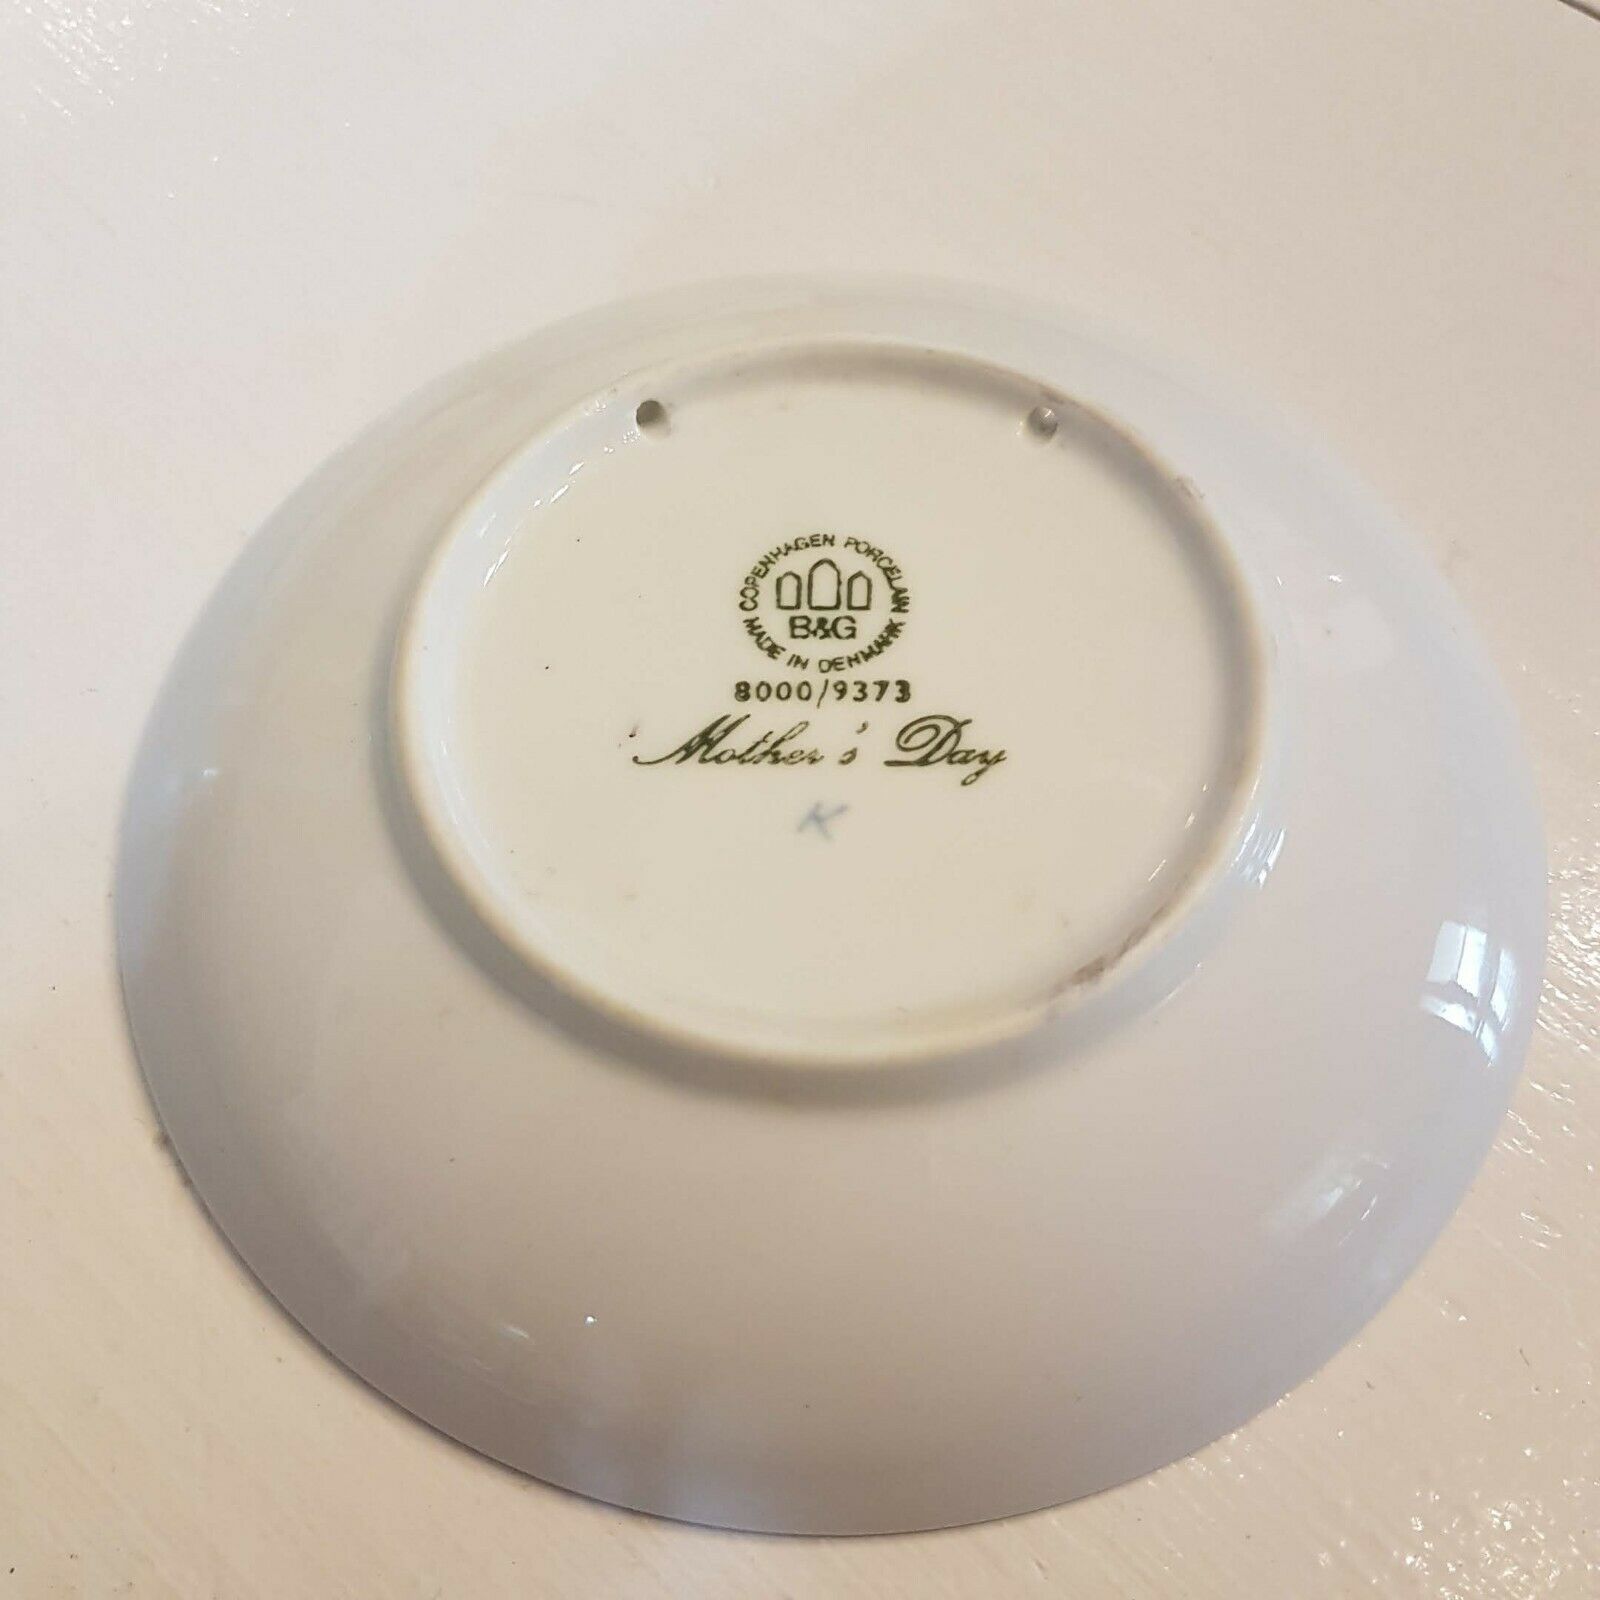 COPENHAGEN PORCELAIN
B&G
MADE IN DENMARK
8000/9373
Mother's Day
K